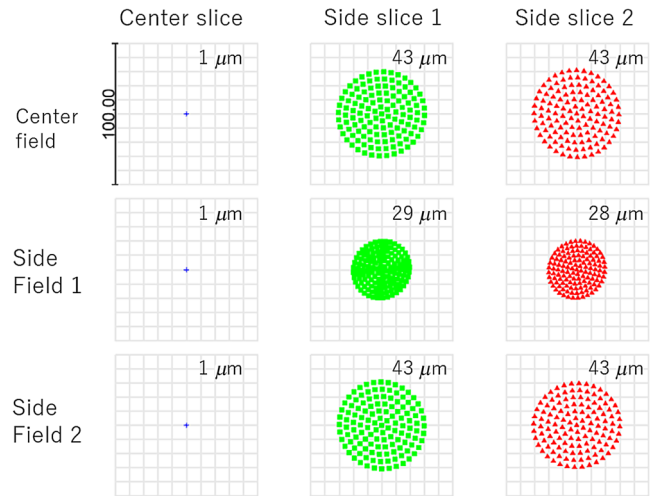 Center slice Side slice 1 Side slice 2
1 μm 43 μm 43 μm
100.00
Center
field
1 μm 29 μm 28 μm
Side
Field 1
1 μm 43 μm 43 μm
Side
Field 2